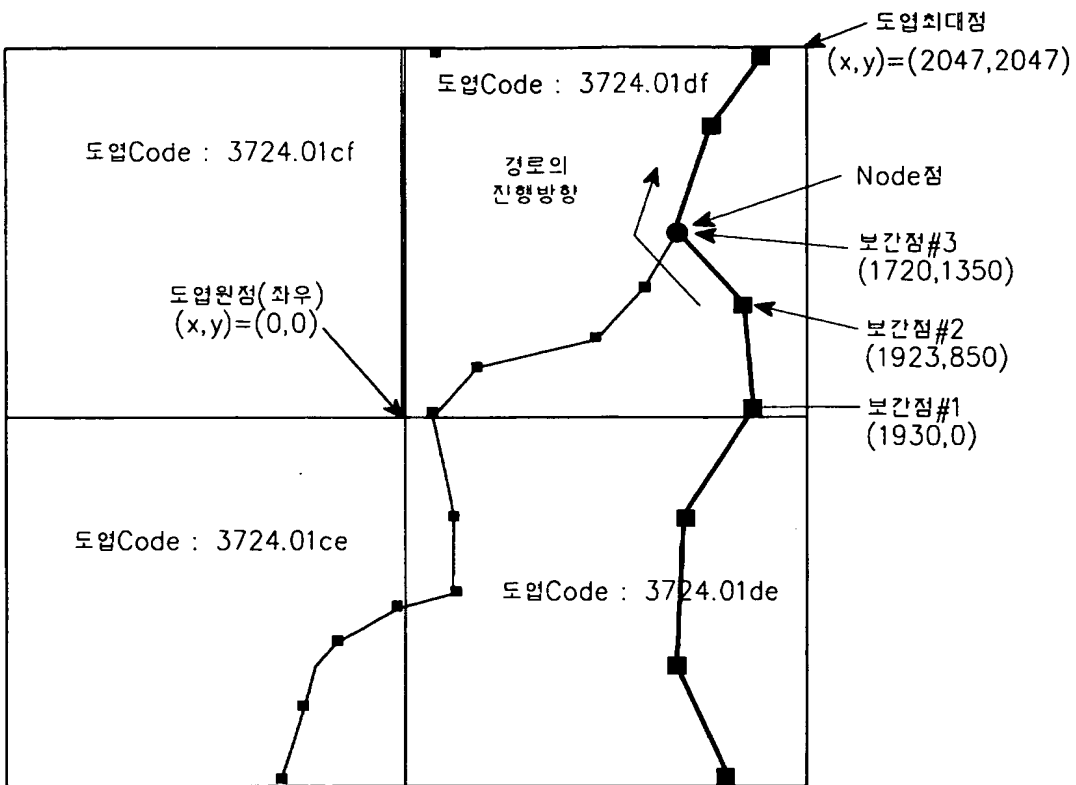 도엽최대점
(x,y)=(2047,2047)
도엽Code : 3724.01df
도엽Code : 3724.01cf
경로의
진행방향
Node점
보간점#3
(1720,1350)
도엽원점(좌우)
(x,y)=(0,0)
보간점#2
(1923,850)
보간점#1
(1930,0)
도엽Code : 3724.01ce
도엽Code : 3724.01de